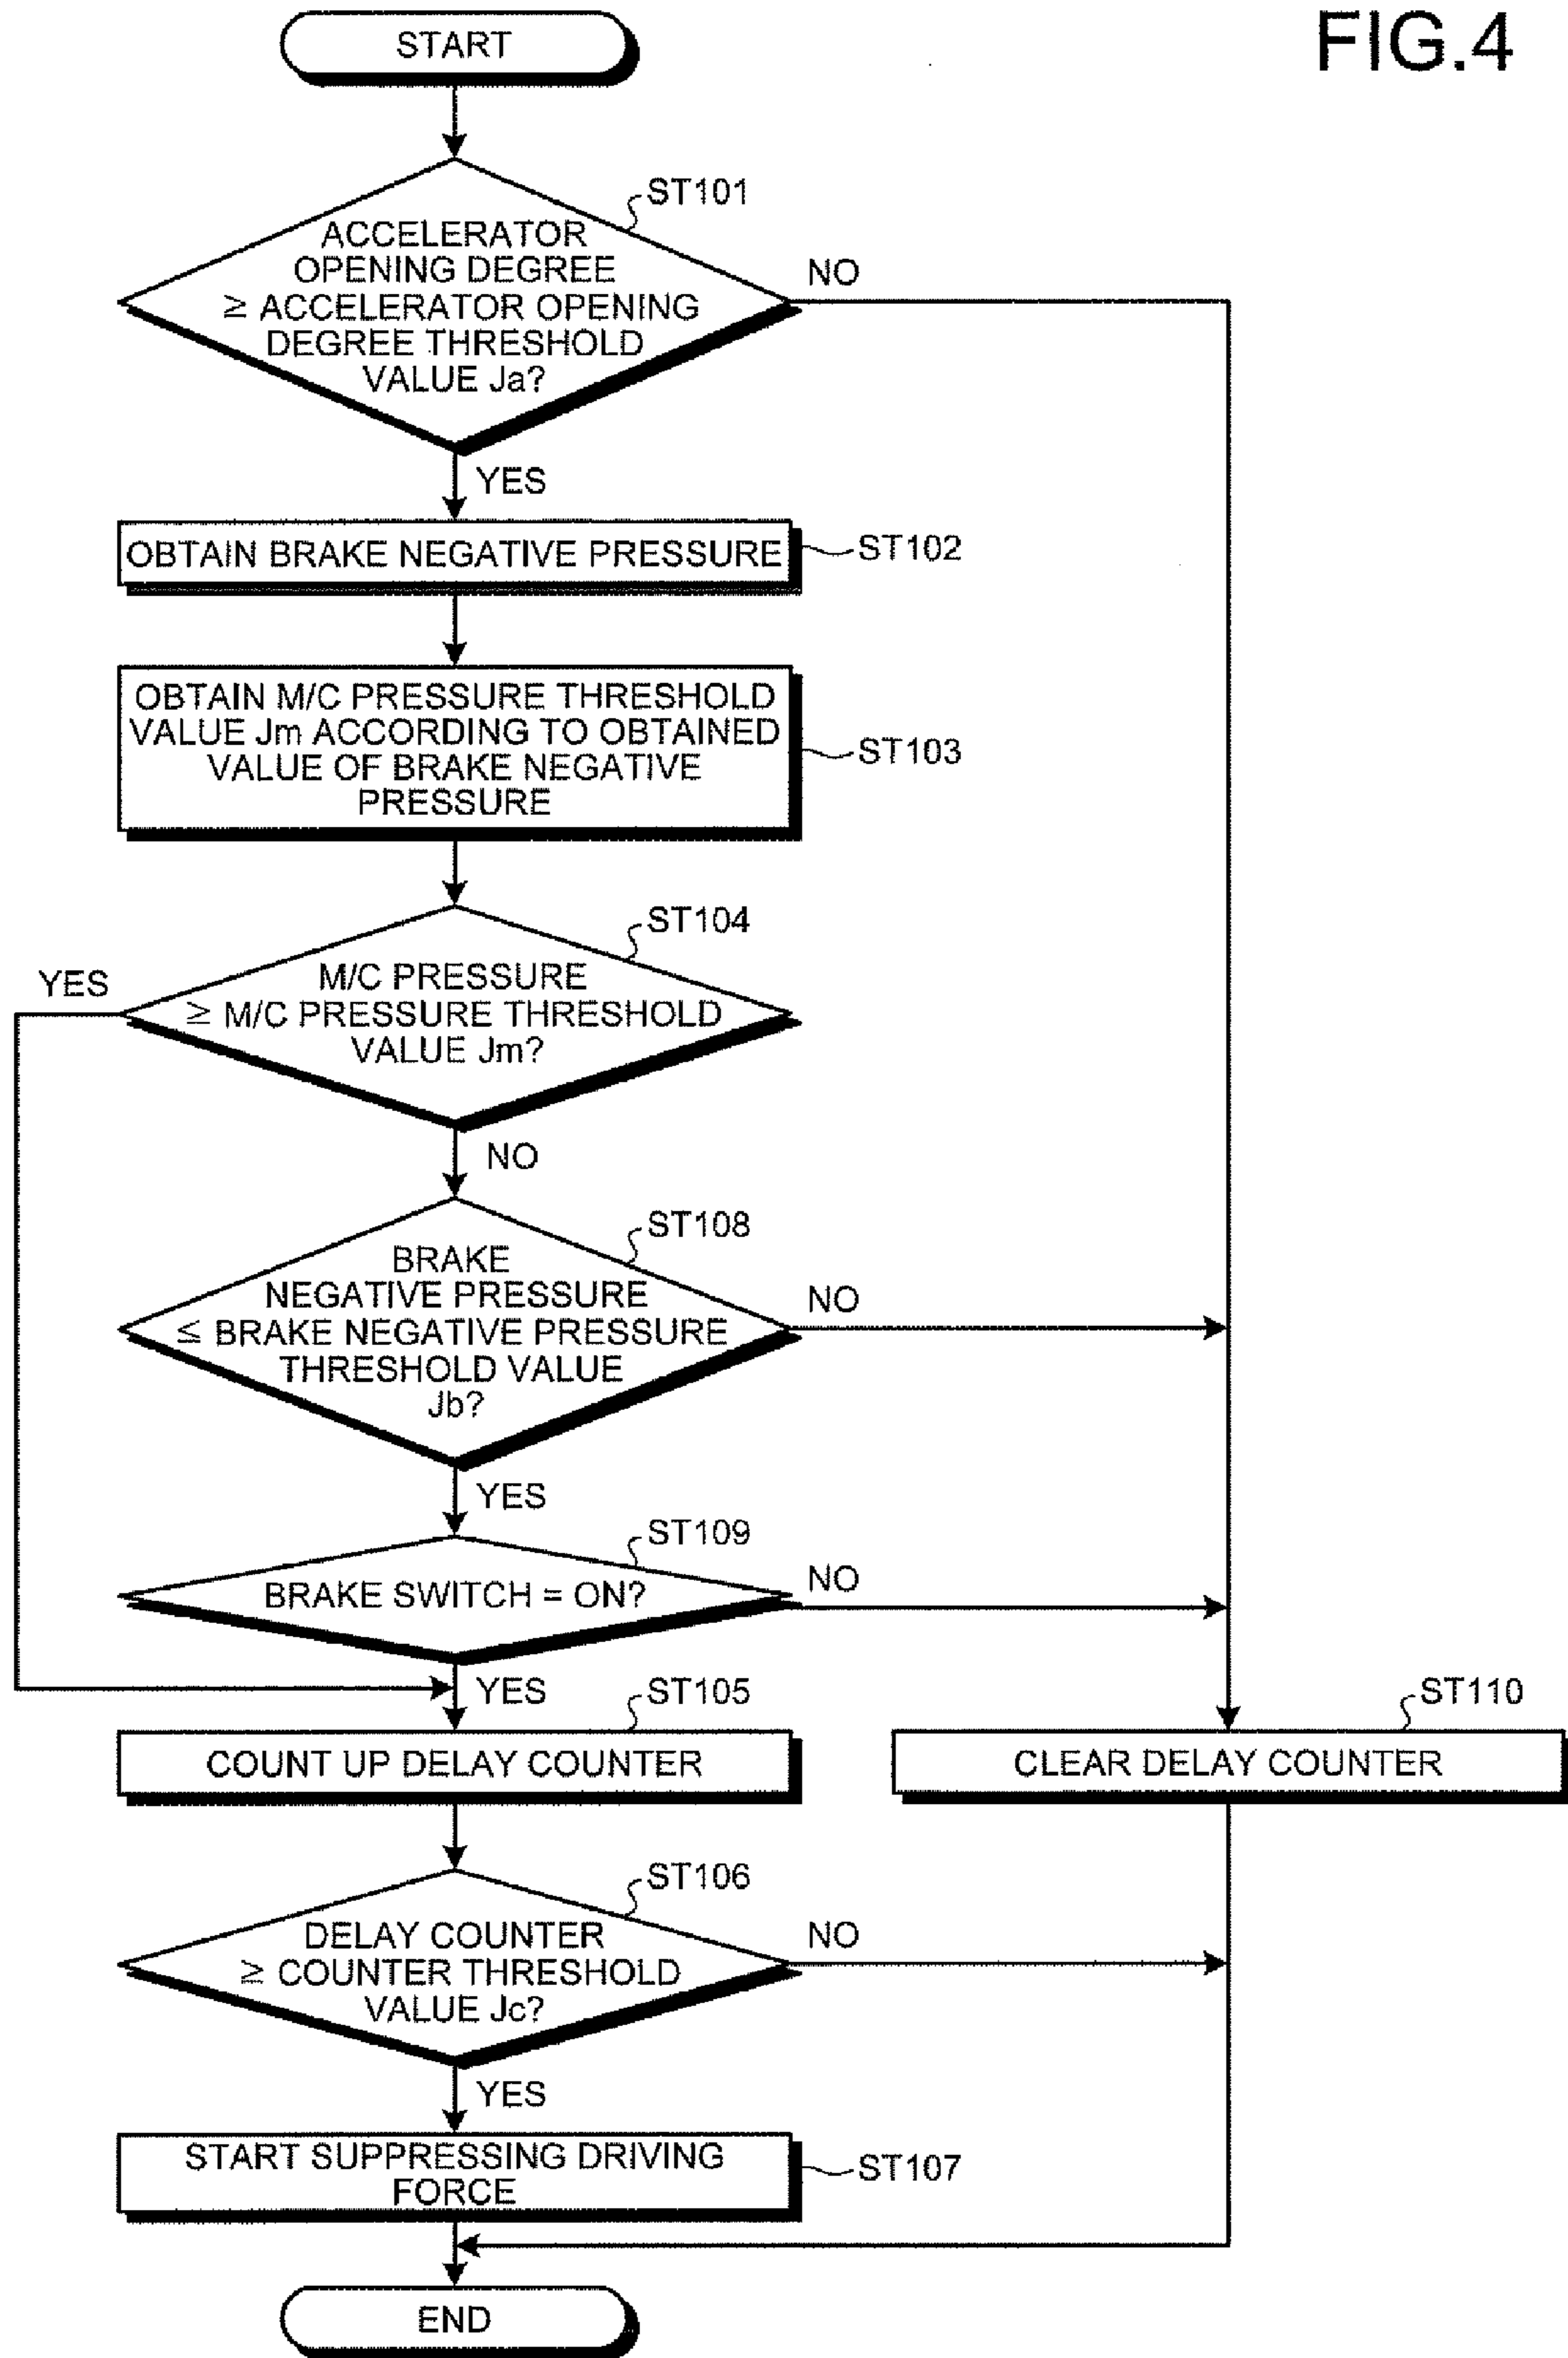 FIG.4
START
ST101
ACCELERATOR
OPENING DEGREE
≥ ACCELERATOR OPENING
DEGREE THRESHOLD
VALUE Ja?
NO
YES
OBTAIN BRAKE NEGATIVE PRESSURE
ST102
OBTAIN M/C PRESSURE THRESHOLD
VALUE Jm ACCORDING TO OBTAINED
VALUE OF BRAKE NEGATIVE
PRESSURE
ST103
ST104
YES
M/C PRESSURE
≥ M/C PRESSURE THRESHOLD
VALUE Jm?
NO
ST108
BRAKE
NEGATIVE PRESSURE
≤ BRAKE NEGATIVE PRESSURE
THRESHOLD VALUE
Jb?
NO
YES
ST109
BRAKE SWITCH = ON?
NO
YES
ST105
COUNT UP DELAY COUNTER
ST110
CLEAR DELAY COUNTER
ST106
DELAY COUNTER
≥ COUNTER THRESHOLD
VALUE Jc?
NO
YES
START SUPPRESSING DRIVING
FORCE
ST107
END